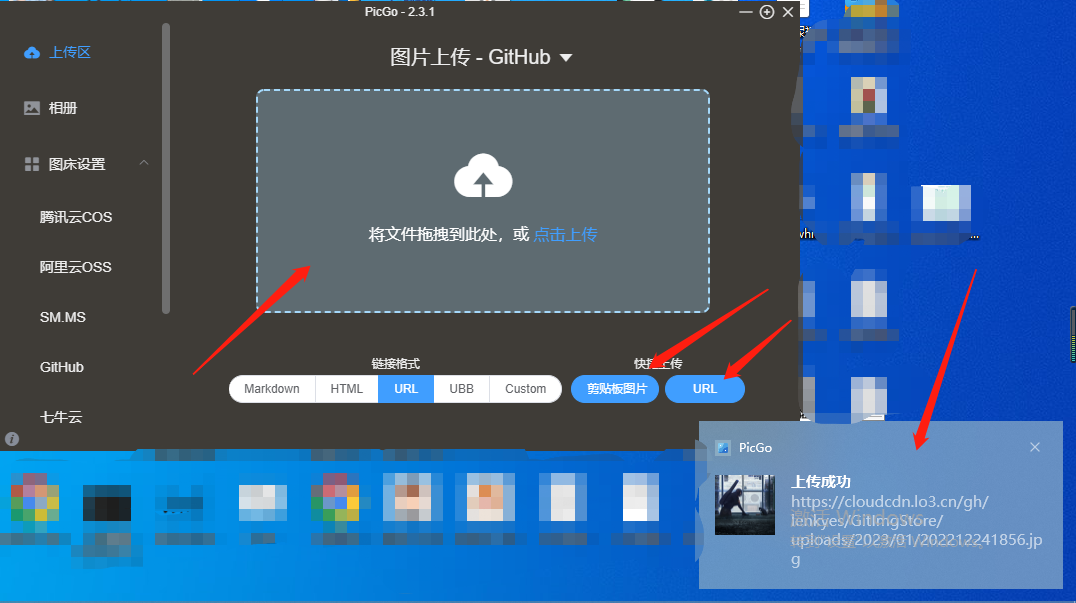 PicGo - 2.3.1
上传区
图片上传 - GitHub
相册
图床设置
将文件拖拽到此处，或 点击上传
腾讯云COS
阿里云OSS
SM.MS
GitHub
七牛云
链接格式
快捷上传
Markdown HTML URL UBB Custom
剪贴板图片 URL
PicGo
上传成功
https://cloudcdn.lo3.cn/gh/
lenkyes/GitImgStore/
uploads/2023/01/202212241856.jp
g